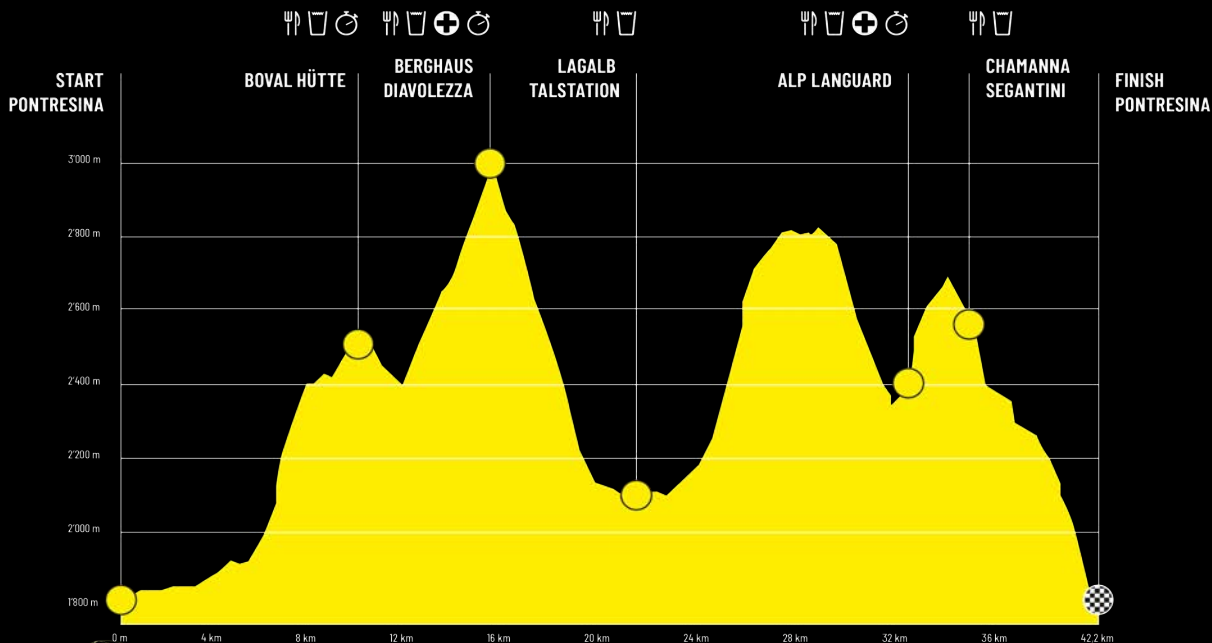 START
PONTRESINA
BOVAL HÜTTE
BERGHAUS
DIAVOLEZZA
LAGALB
TALSTATION
ALP LANGUARD
CHAMANNA
SEGANTINI
FINISH
PONTRESINA
3'000 m
2'800 m
2'600 m
2'400 m
2'200 m
2'000 m
1'800 m
0 m 4 km 8 km 12 km 16 km 20 km 24 km 28 km 32 km 36 km 42,2 km